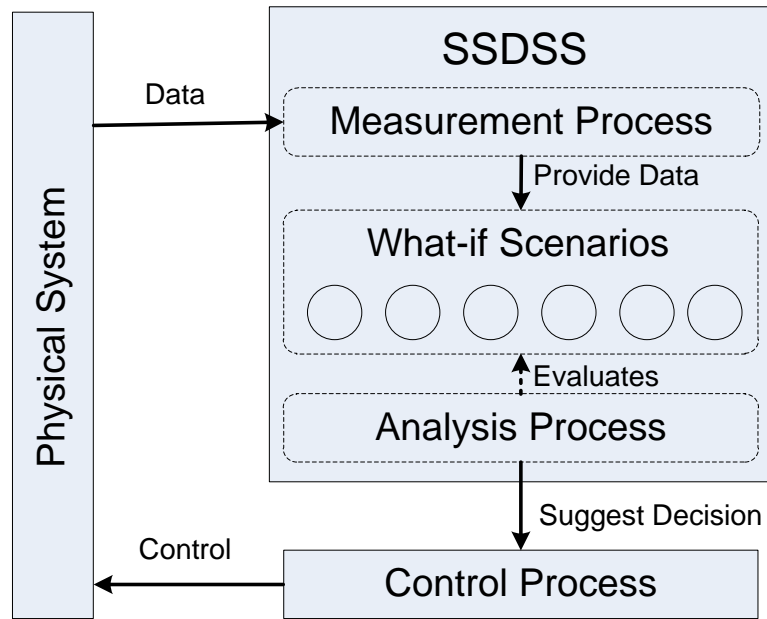 SSDSS
Data
Measurement Process
Provide Data
What-if Scenarios
Physical System
Evaluates
Analysis Process
Suggest Decision
Control
Control Process